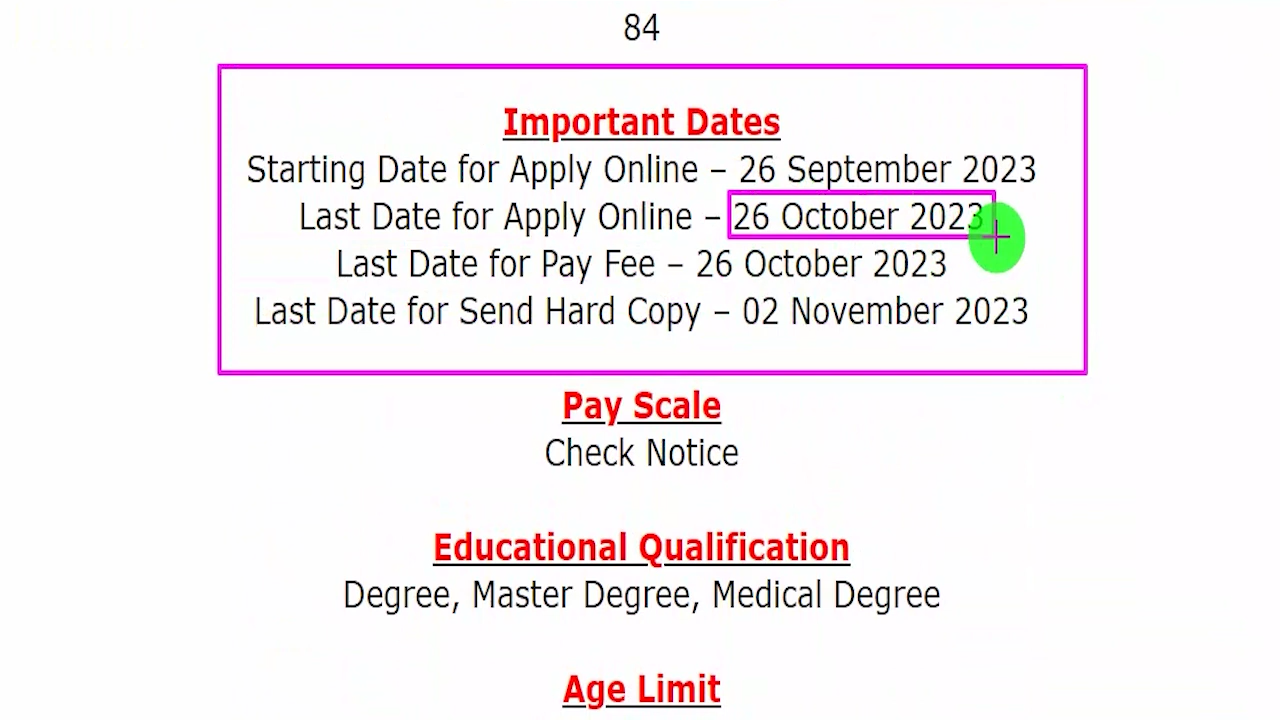 84
Important Dates
Starting Date for Apply Online – 26 September 2023
Last Date for Apply Online – 26 October 2023
Last Date for Pay Fee – 26 October 2023
Last Date for Send Hard Copy – 02 November 2023
Pay Scale
Check Notice
Educational Qualification
Degree, Master Degree, Medical Degree
Age Limit